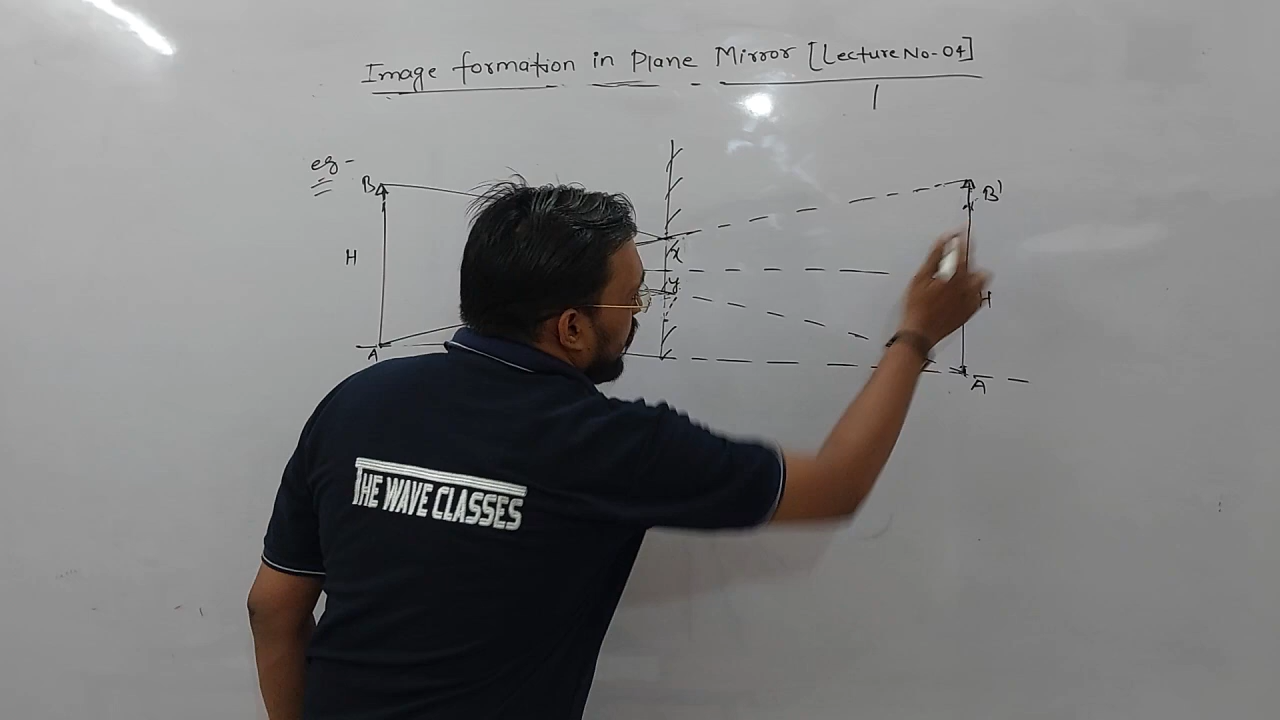 Image formation in Plane Mirror [Lecture No-04]
eg-
B
B'
H
x
y
H
A
A
THE WAVE CLASSES